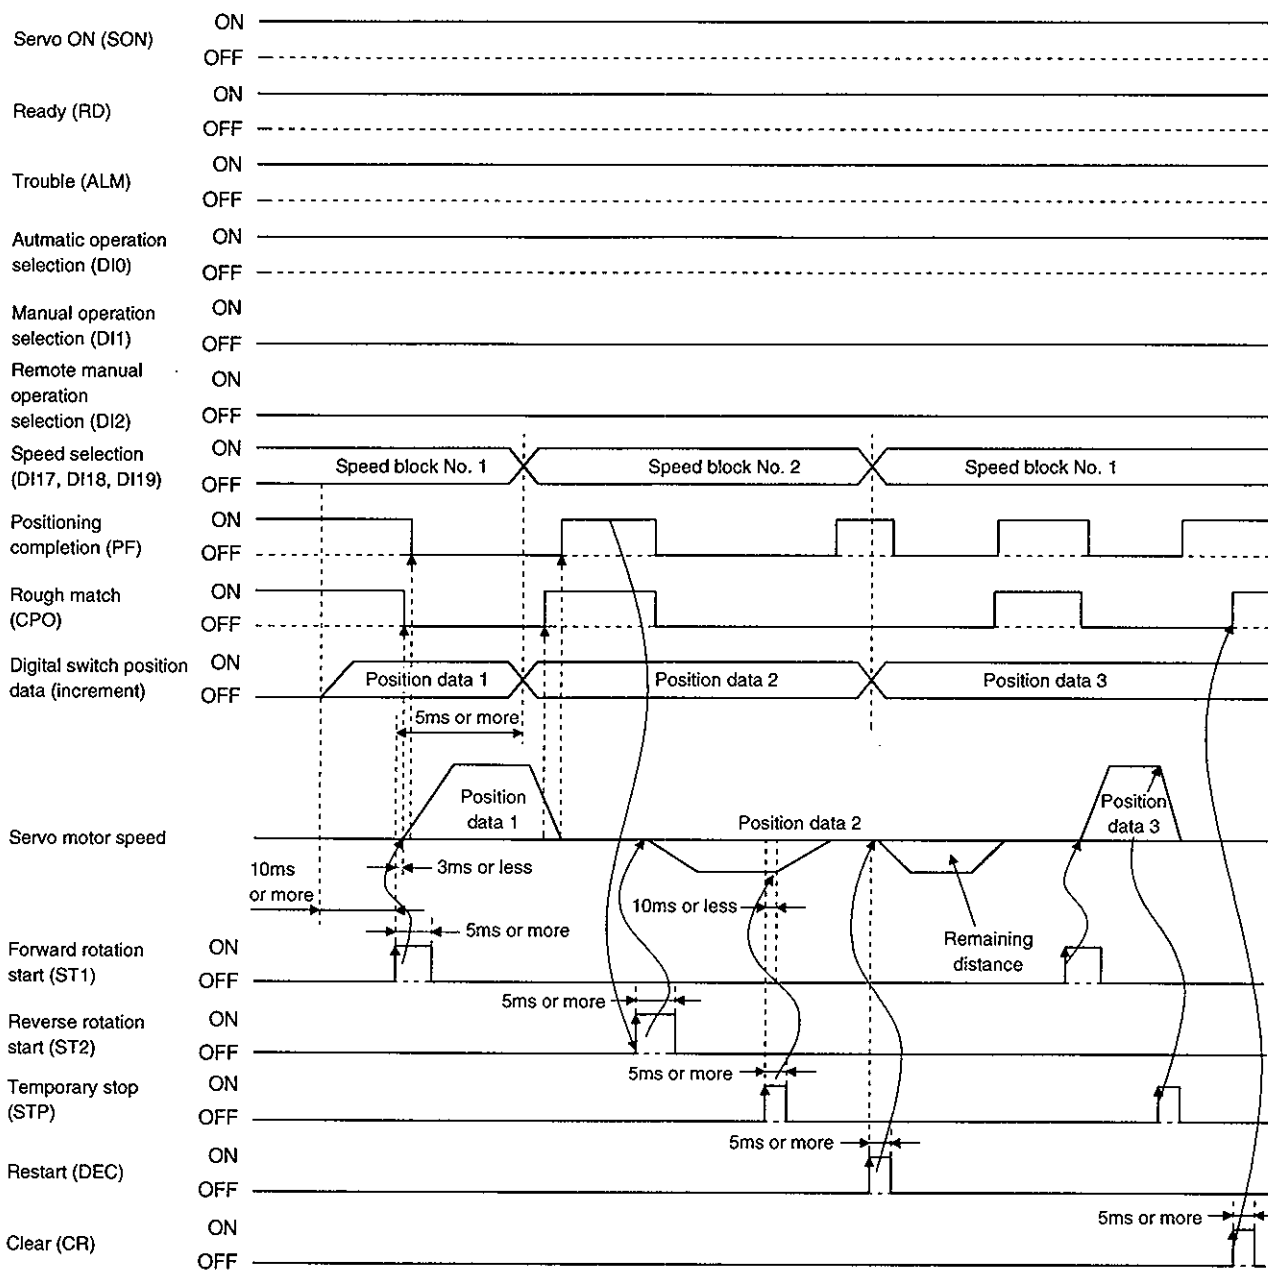 Servo ON (SON)
ON
OFF
Ready (RD)
ON
OFF
Trouble (ALM)
ON
OFF
Autmatic operation
selection (DI0)
ON
OFF
Manual operation
selection (DI1)
ON
OFF
Remote manual
operation
selection (DI2)
ON
OFF
Speed selection
(DI17, DI18, DI19)
ON
OFF
Speed block No. 1
Speed block No. 2
Speed block No. 1
Positioning
completion (PF)
ON
OFF
Rough match
(CPO)
ON
OFF
Digital switch position
data (increment)
ON
OFF
Position data 1
Position data 2
Position data 3
5ms or more
Servo motor speed
Position
data 1
Position data 2
Position
data 3
10ms
or more
3ms or less
10ms or less
Remaining
distance
5ms or more
Forward rotation
start (ST1)
ON
OFF
5ms or more
Reverse rotation
start (ST2)
ON
OFF
5ms or more
Temporary stop
(STP)
ON
OFF
5ms or more
Restart (DEC)
ON
OFF
5ms or more
Clear (CR)
ON
OFF